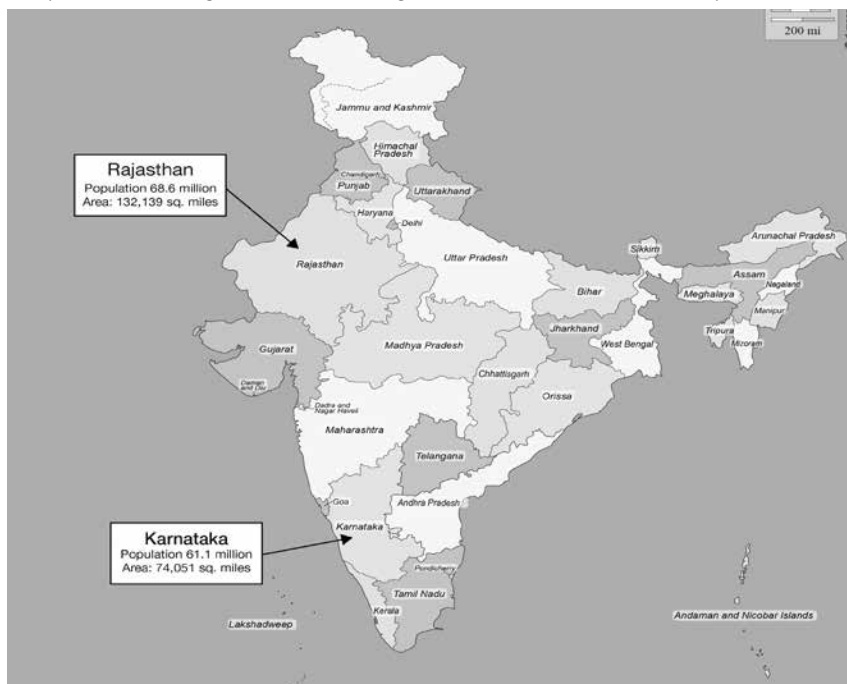 200 mi
Jammu and Kashmir
Himachal
Pradesh
Chandigarh
Punjab
Uttarakhand
Rajasthan
Population 68.6 million
Area: 132,139 sq. miles
Haryana
Delhi
Arunachal Pradesh
Sikkim
Rajasthan
Uttar Pradesh
Assam
Nagaland
Bihar
Meghalaya
Manipur
Jharkhand
Tripura
Mizoram
West Bengal
Gujarat
Madhya Pradesh
Chhattisgarh
Daman
and Diu
Orissa
Dadra and
Nagar Haveli
Maharashtra
Telangana
Goa
Andhra Pradesh
Karnataka
Karnataka
Population 61.1 million
Area: 74,051 sq. miles
Pondicherry
Tamil Nadu
Kerala
Lakshadweep
Andaman and Nicobar Islands